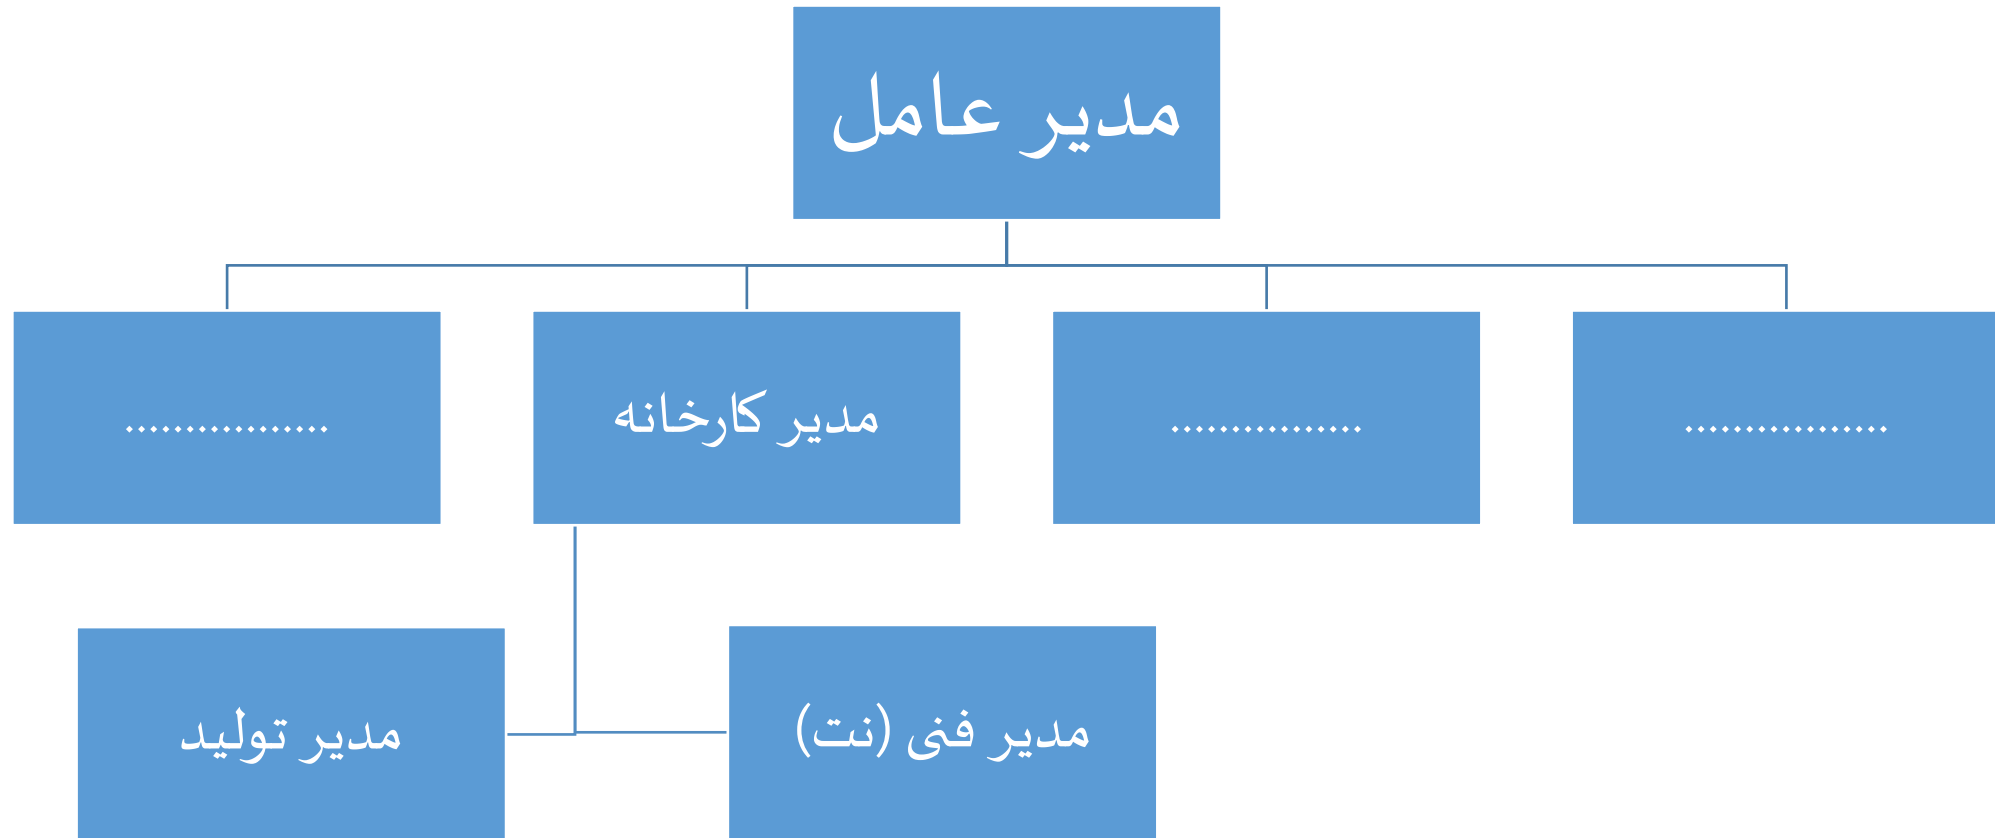 مدیر عامل
................
...............
مدیر کارخانه
.................
مدیر فنی (نت)
مدیر تولید